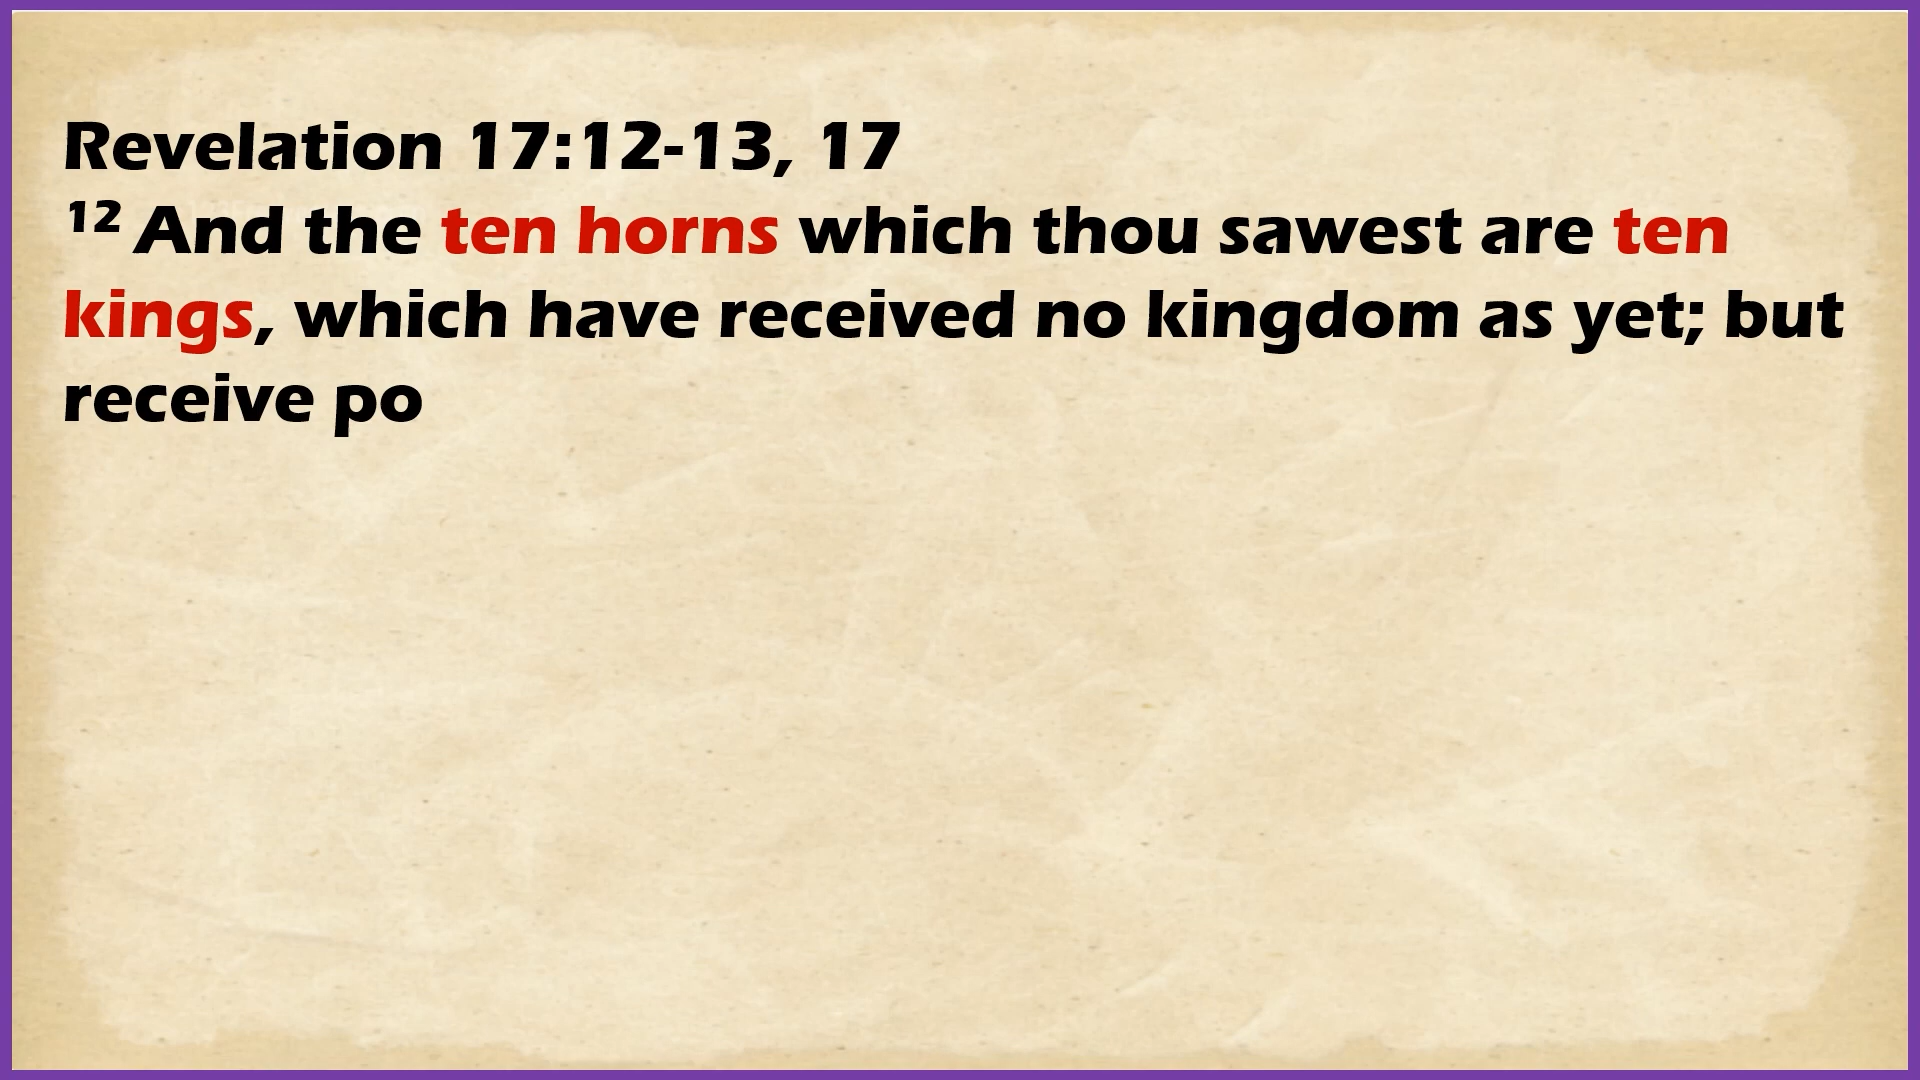 Revelation 17:12-13, 17
12 And the ten horns which thou sawest are ten
kings, which have received no kingdom as yet; but
receive po